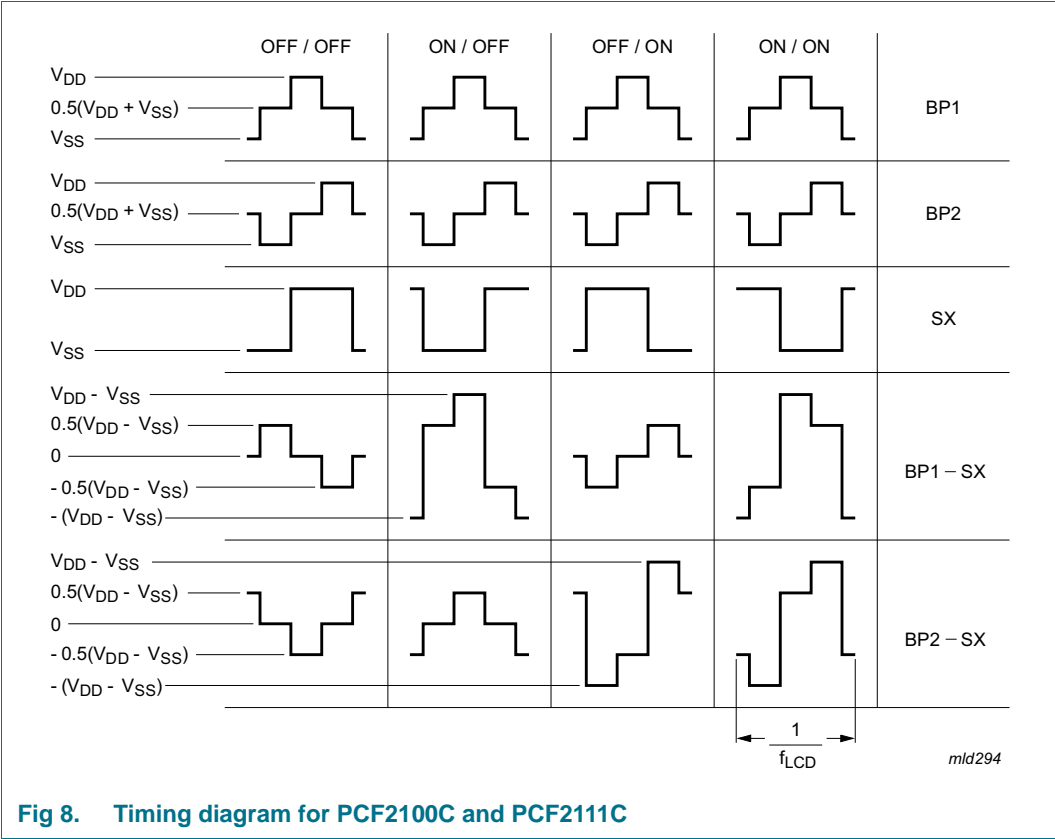 OFF / OFF ON / OFF OFF / ON ON / ON
VDD
0.5(VDD + VSS)
VSS
BP1
VDD
0.5(VDD + VSS)
VSS
BP2
VDD
VSS
SX
VDD - VSS
0.5(VDD - VSS)
0
- 0.5(VDD - VSS)
- (VDD - VSS)
BP1 – SX
VDD - VSS
0.5(VDD - VSS)
0
- 0.5(VDD - VSS)
- (VDD - VSS)
BP2 – SX
1
fLCD
mld294
Fig 8. Timing diagram for PCF2100C and PCF2111C